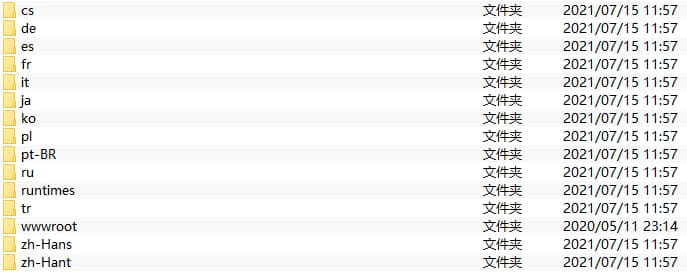 cs 文件夹 2021/07/15 11:57
de 文件夹 2021/07/15 11:57
es 文件夹 2021/07/15 11:57
fr 文件夹 2021/07/15 11:57
it 文件夹 2021/07/15 11:57
ja 文件夹 2021/07/15 11:57
ko 文件夹 2021/07/15 11:57
pl 文件夹 2021/07/15 11:57
pt-BR 文件夹 2021/07/15 11:57
ru 文件夹 2021/07/15 11:57
runtimes 文件夹 2021/07/15 11:57
tr 文件夹 2021/07/15 11:57
wwwroot 文件夹 2020/05/11 23:14
zh-Hans 文件夹 2021/07/15 11:57
zh-Hant 文件夹 2021/07/15 11:57